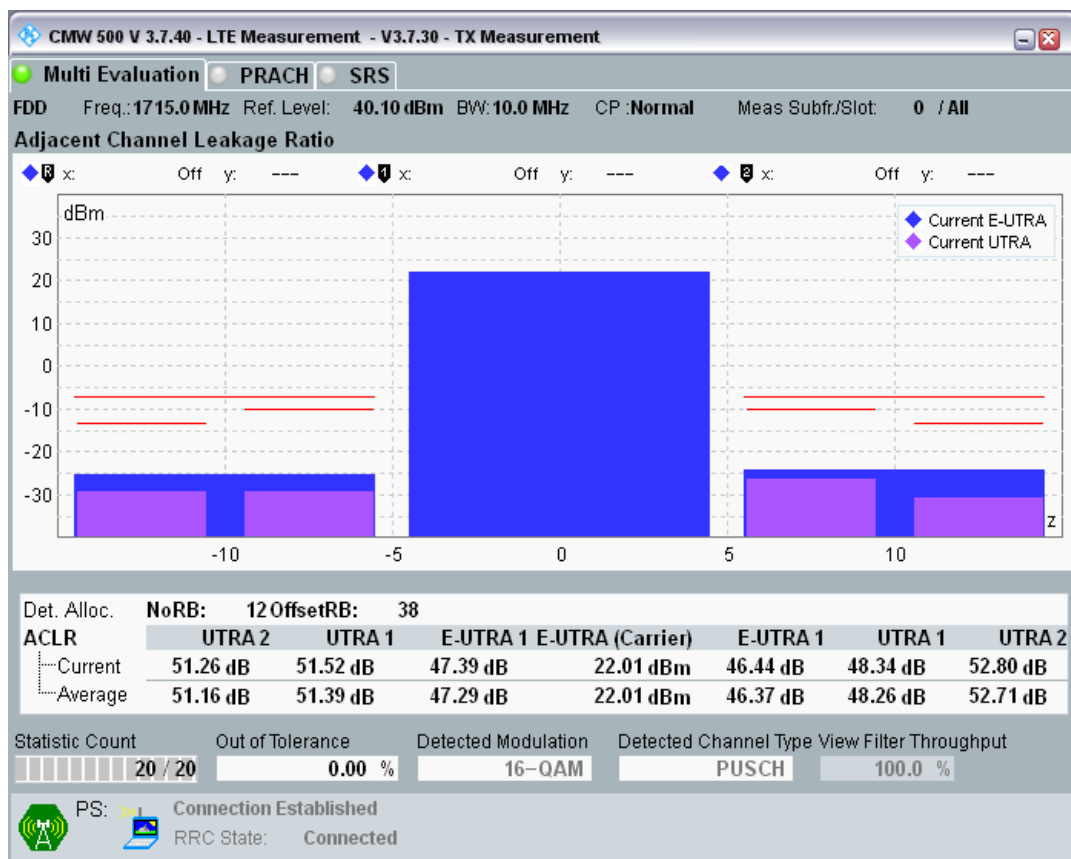 CMW 500 V 3.7.40 - LTE Measurement - V3.7.30 - TX Measurement
Multi Evaluation PRACH SRS
FDD Freq.: 1715.0 MHz Ref. Level: 40.10 dBm BW: 10.0 MHz CP :Normal Meas Subfr./Slot: 0 / All
Adjacent Channel Leakage Ratio
R x: Off y: --- 1 x: Off y: --- 2 x: Off y: ---
dBm
Current E-UTRA
Current UTRA
30
20
10
0
-10
-20
-30
z
-10 -5 0 5 10
Det. Alloc. NoRB: 12 OffsetRB: 38
ACLR UTRA 2 UTRA 1 E-UTRA 1 E-UTRA (Carrier) E-UTRA 1 UTRA 1 UTRA 2
Current 51.26 dB 51.52 dB 47.39 dB 22.01 dBm 46.44 dB 48.34 dB 52.80 dB
Average 51.16 dB 51.39 dB 47.29 dB 22.01 dBm 46.37 dB 48.26 dB 52.71 dB
Statistic Count Out of Tolerance Detected Modulation Detected Channel Type View Filter Throughput
20 / 20 0.00 % 16-QAM PUSCH 100.0 %
PS: Connection Established
RRC State: Connected